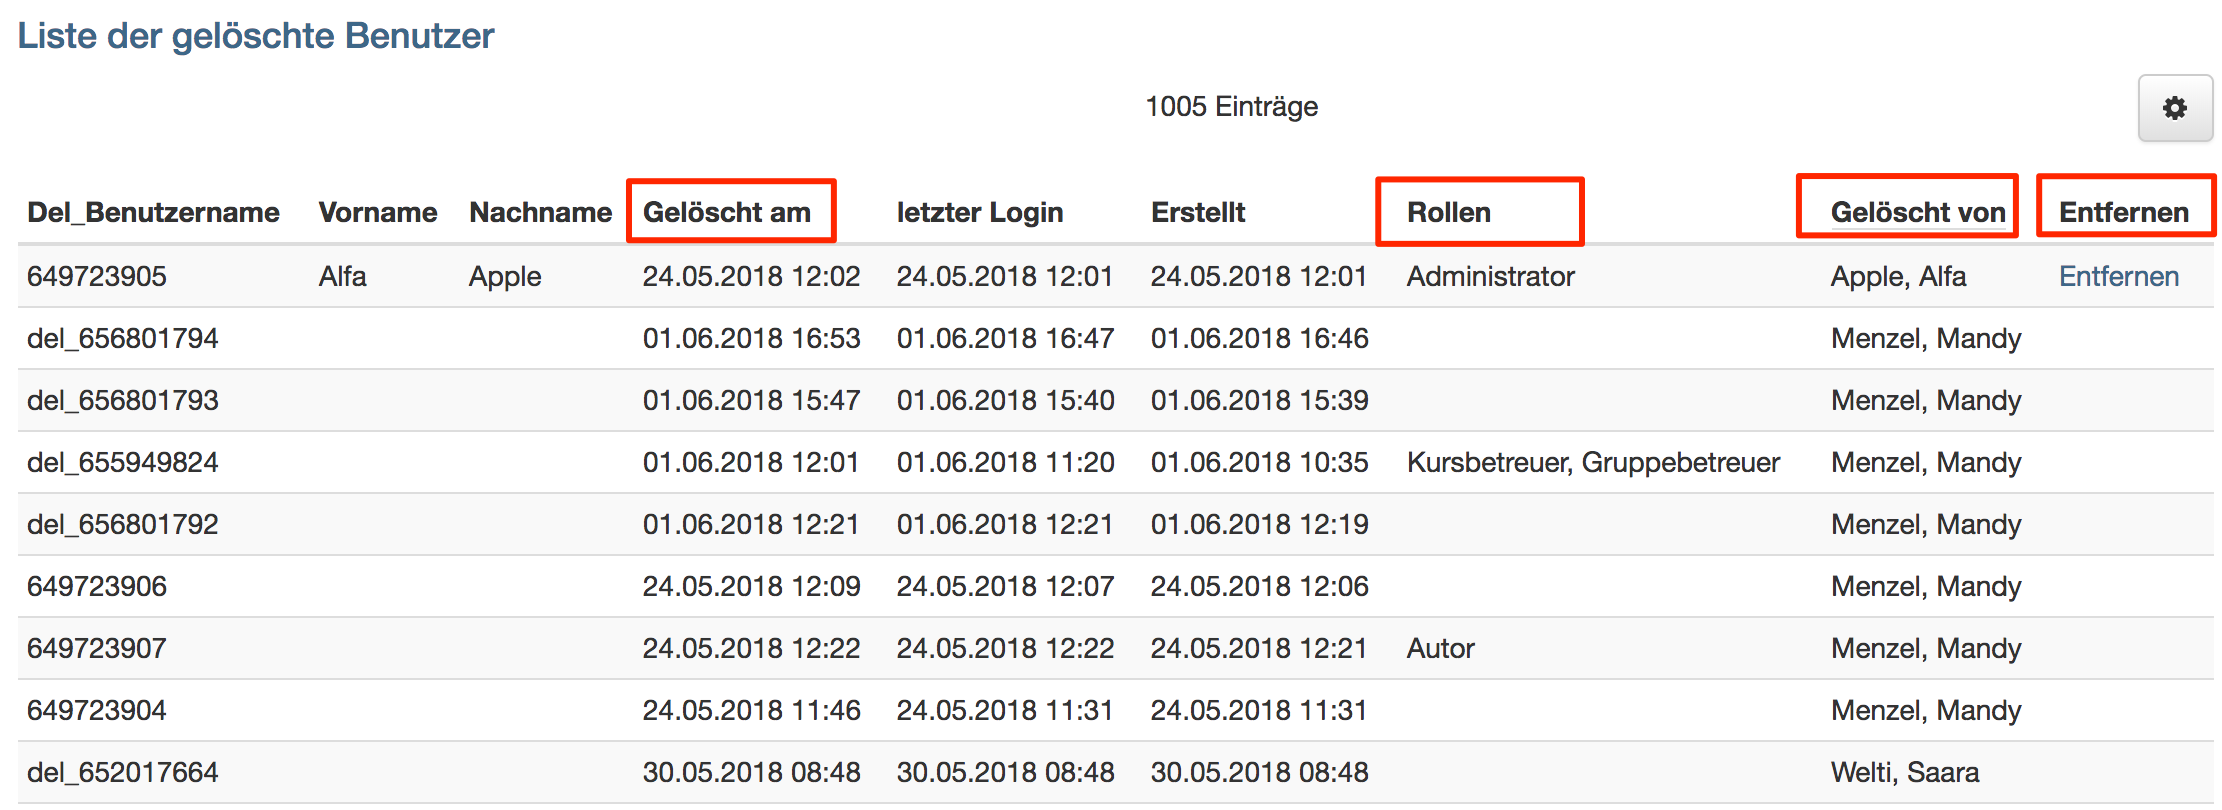 Liste der gelöschte Benutzer
1005 Einträge
Del_Benutzername Vorname Nachname Gelöscht am letzter Login Erstellt Rollen Gelöscht von Entfernen
649723905 Alfa Apple 24.05.2018 12:02 24.05.2018 12:01 24.05.2018 12:01 Administrator Apple, Alfa Entfernen
del_656801794 01.06.2018 16:53 01.06.2018 16:47 01.06.2018 16:46 Menzel, Mandy
del_656801793 01.06.2018 15:47 01.06.2018 15:40 01.06.2018 15:39 Menzel, Mandy
del_655949824 01.06.2018 12:01 01.06.2018 11:20 01.06.2018 10:35 Kursbetreuer, Gruppebetreuer Menzel, Mandy
del_656801792 01.06.2018 12:21 01.06.2018 12:21 01.06.2018 12:19 Menzel, Mandy
649723906 24.05.2018 12:09 24.05.2018 12:07 24.05.2018 12:06 Menzel, Mandy
649723907 24.05.2018 12:22 24.05.2018 12:22 24.05.2018 12:21 Autor Menzel, Mandy
649723904 24.05.2018 11:46 24.05.2018 11:31 24.05.2018 11:31 Menzel, Mandy
del_652017664 30.05.2018 08:48 30.05.2018 08:48 30.05.2018 08:48 Welti, Saara